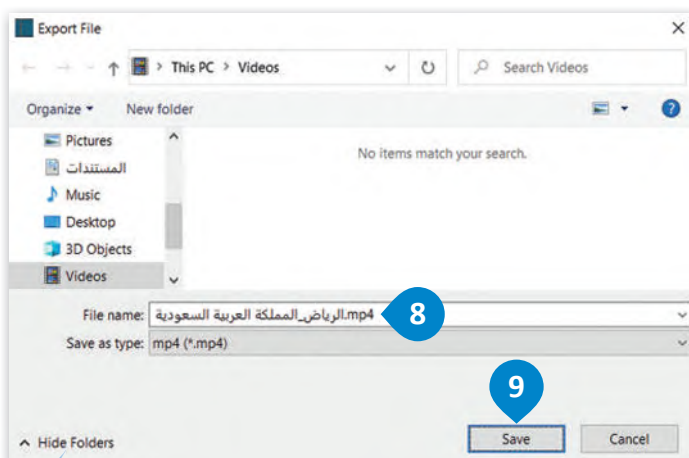 Export File
This PC > Videos
Search Videos
Organize
New folder
Pictures
المستندات
Music
Desktop
3D Objects
Videos
No items match your search.
File name: الرياض_المملكة العربية السعودية.mp4
8
Save as type: mp4 (*.mp4)
9
Hide Folders
Save
Cancel